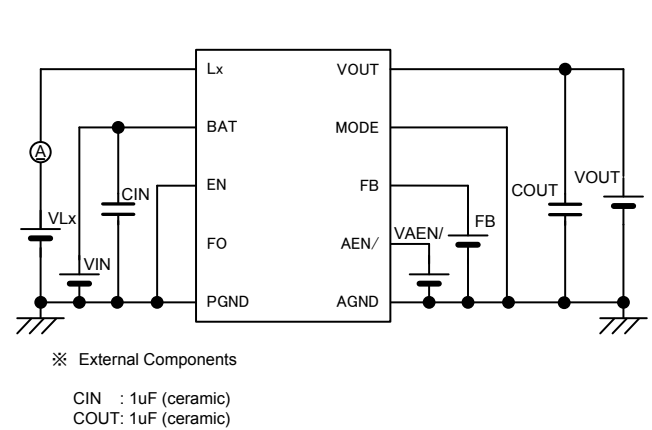 Lx
VOUT
BAT
MODE
A
EN
FB
CIN
COUT
VOUT
VLx
FO
AEN/
VAEN/
FB
VIN
PGND
AGND
※ External Components
CIN : 1uF (ceramic)
COUT: 1uF (ceramic)